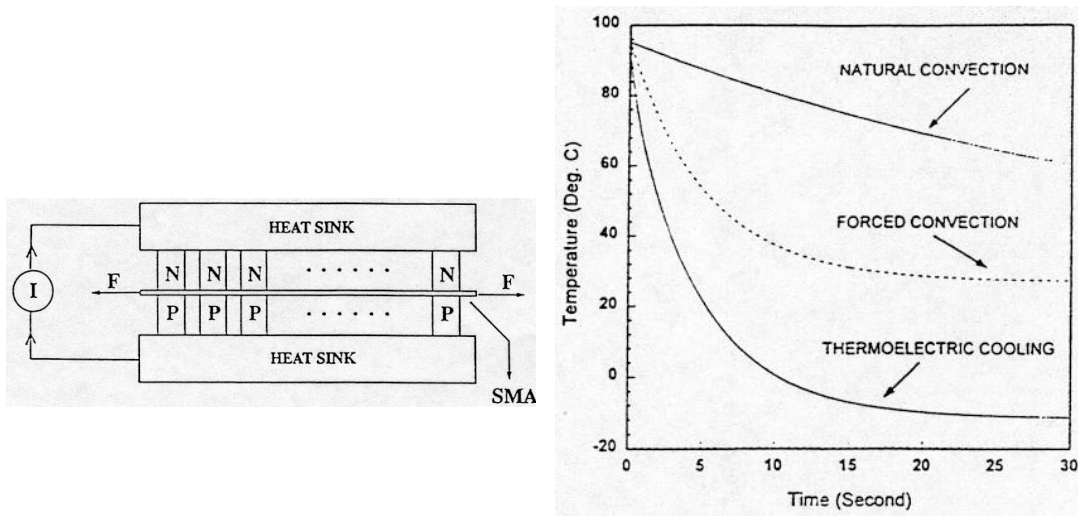 HEAT SINK
N N N . . . . . . N
I F F
P P P . . . . . . P
HEAT SINK
SMA
100
80
60
40
20
0
-20
Temperature (Deg. C)
NATURAL CONVECTION
FORCED CONVECTION
THERMOELECTRIC COOLING
0 5 10 15 20 25 30
Time (Second)